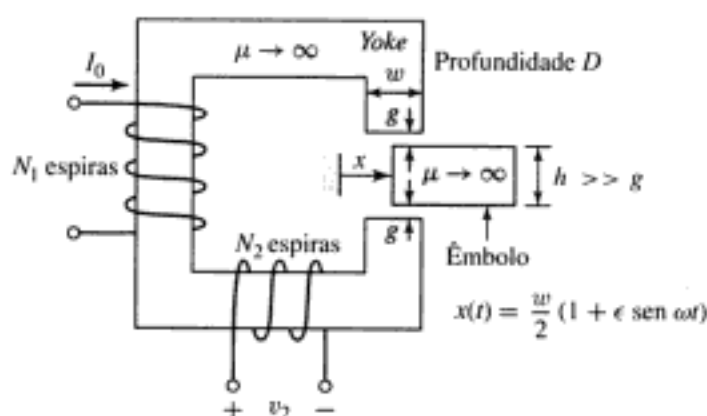 Yoke
μ → ∞
Profundidade D
I₀
w
g
N₁ espiras
x
μ → ∞
h >> g
g
N₂ espiras
Êmbolo
x(t) = w/2 (1 + ϵ sen ωt)
+ v₂ −